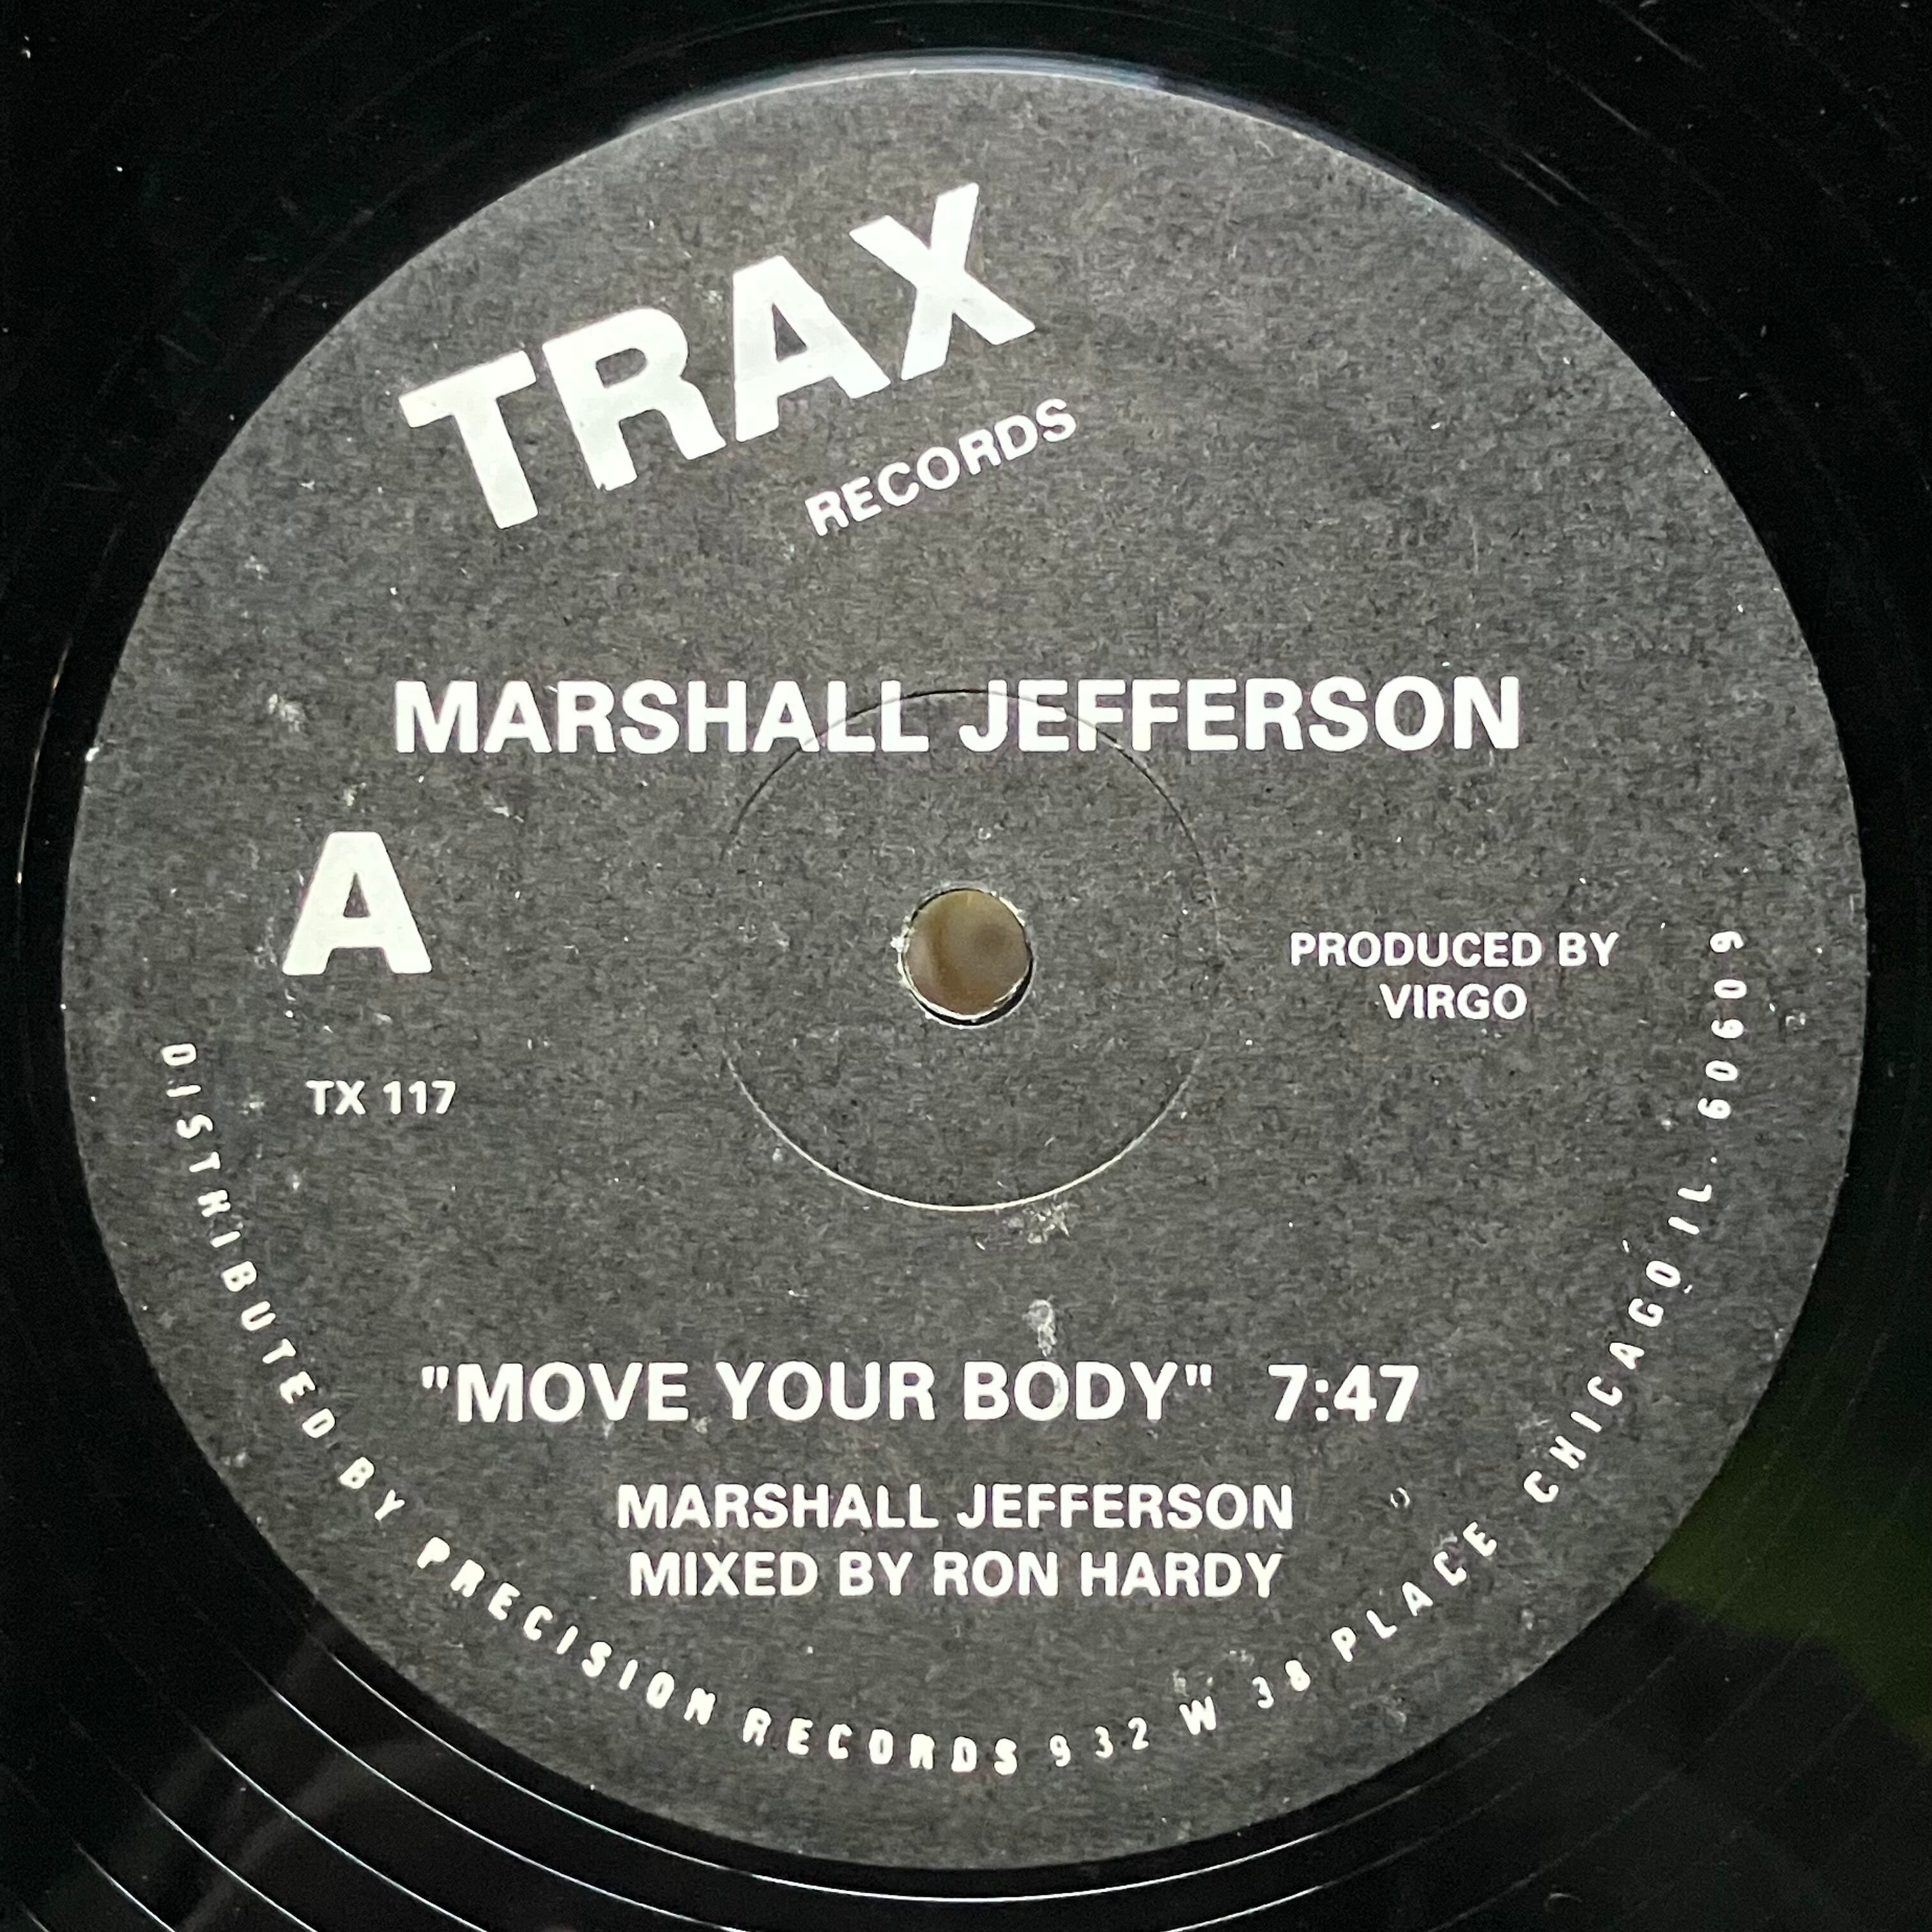 TRAX
RECORDS
MARSHALL JEFFERSON
A
PRODUCED BY
VIRGO
TX 117
"MOVE YOUR BODY" 7:47
MARSHALL JEFFERSON
MIXED BY RON HARDY
DISTRIBUTED BY PRECISION RECORDS 932 W 38 PLACE CHICAGO IL. 60609